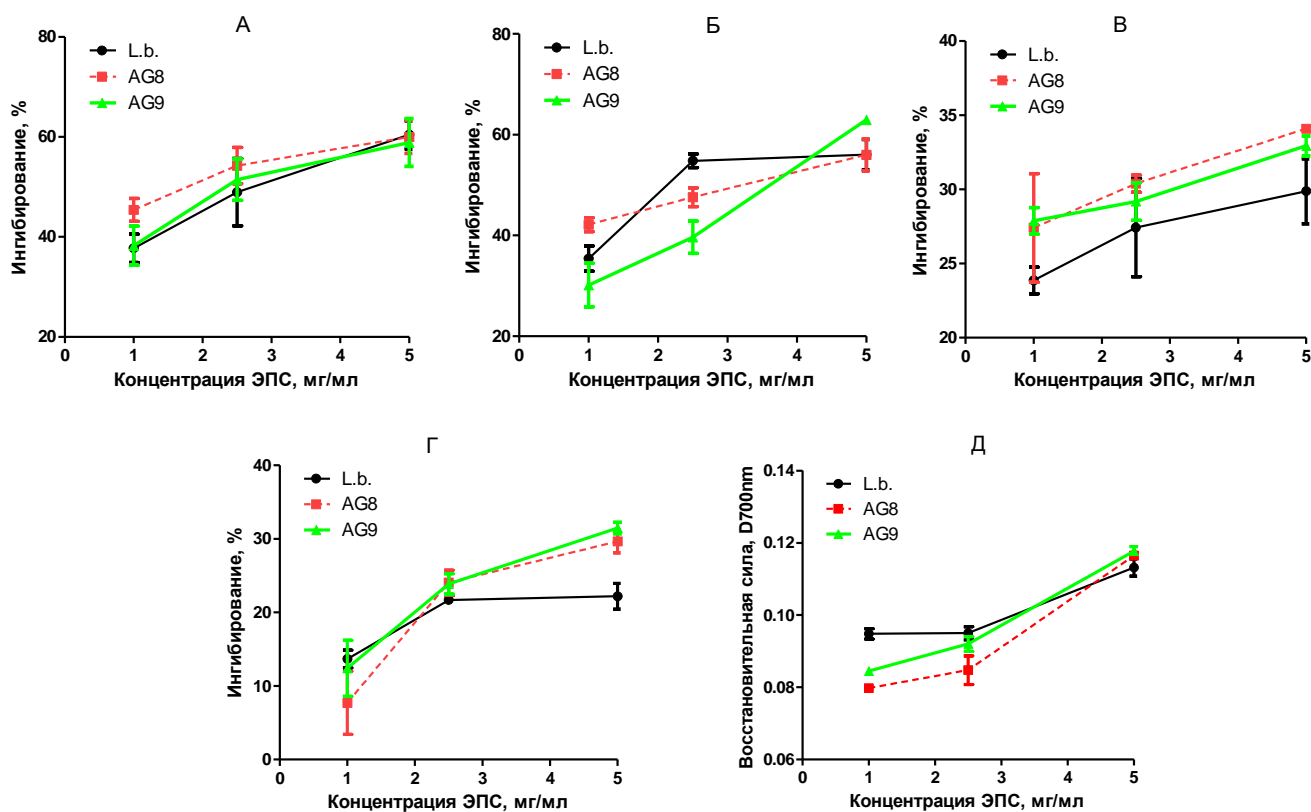 А
L.b.
AG8
AG9
Ингибирование, %
80
60
40
20
0 1 2 3 4 5
Концентрация ЭПС, мг/мл
Б
L.b.
AG8
AG9
Ингибирование, %
80
60
40
20
0 1 2 3 4 5
Концентрация ЭПС, мг/мл
В
L.b.
AG8
AG9
Ингибирование, %
40
35
30
25
20
0 1 2 3 4 5
Концентрация ЭПС, мг/мл
Г
L.b.
AG8
AG9
Ингибирование, %
40
30
20
10
0
0 1 2 3 4 5
Концентрация ЭПС, мг/мл
Д
L.b.
AG8
AG9
Восстановительная сила, D700nm
0.14
0.12
0.10
0.08
0.06
0 1 2 3 4 5
Концентрация ЭПС, мг/мл